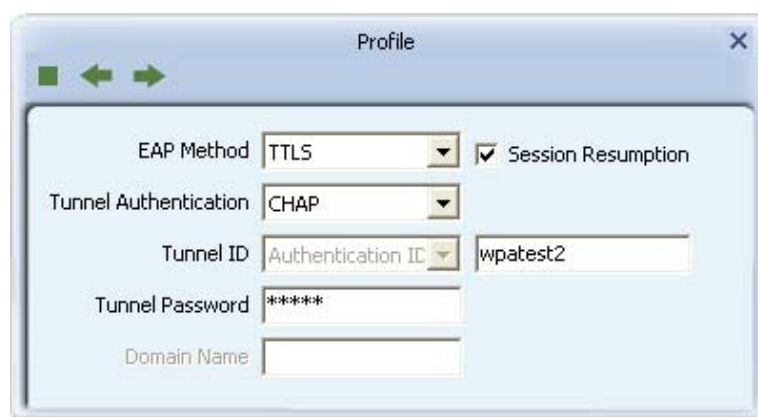 Profile
EAP Method TTLS Session Resumption
Tunnel Authentication CHAP
Tunnel ID Authentication ID wpatest2
Tunnel Password *****
Domain Name